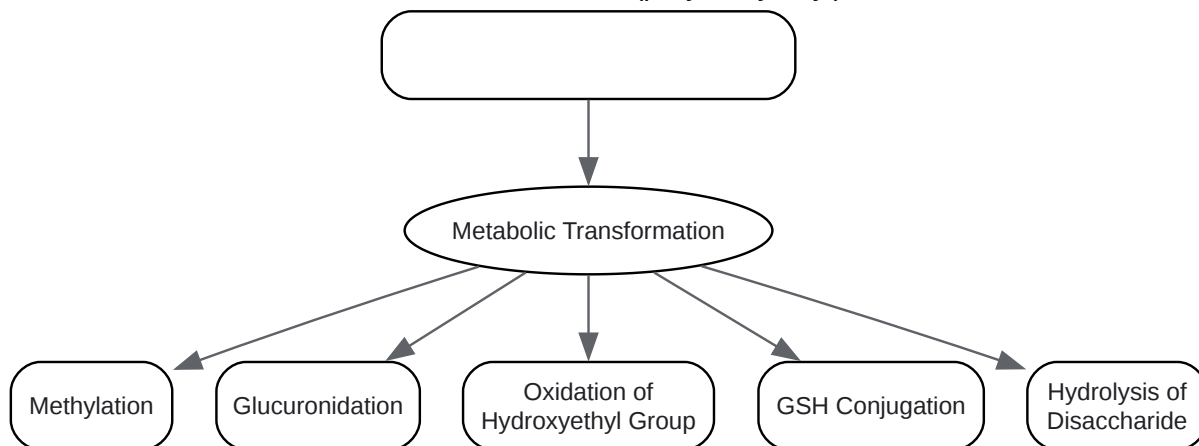 Metabolic Transformation
Methylation
Glucuronidation
Oxidation of
Hydroxyethyl Group
GSH Conjugation
Hydrolysis of
Disaccharide